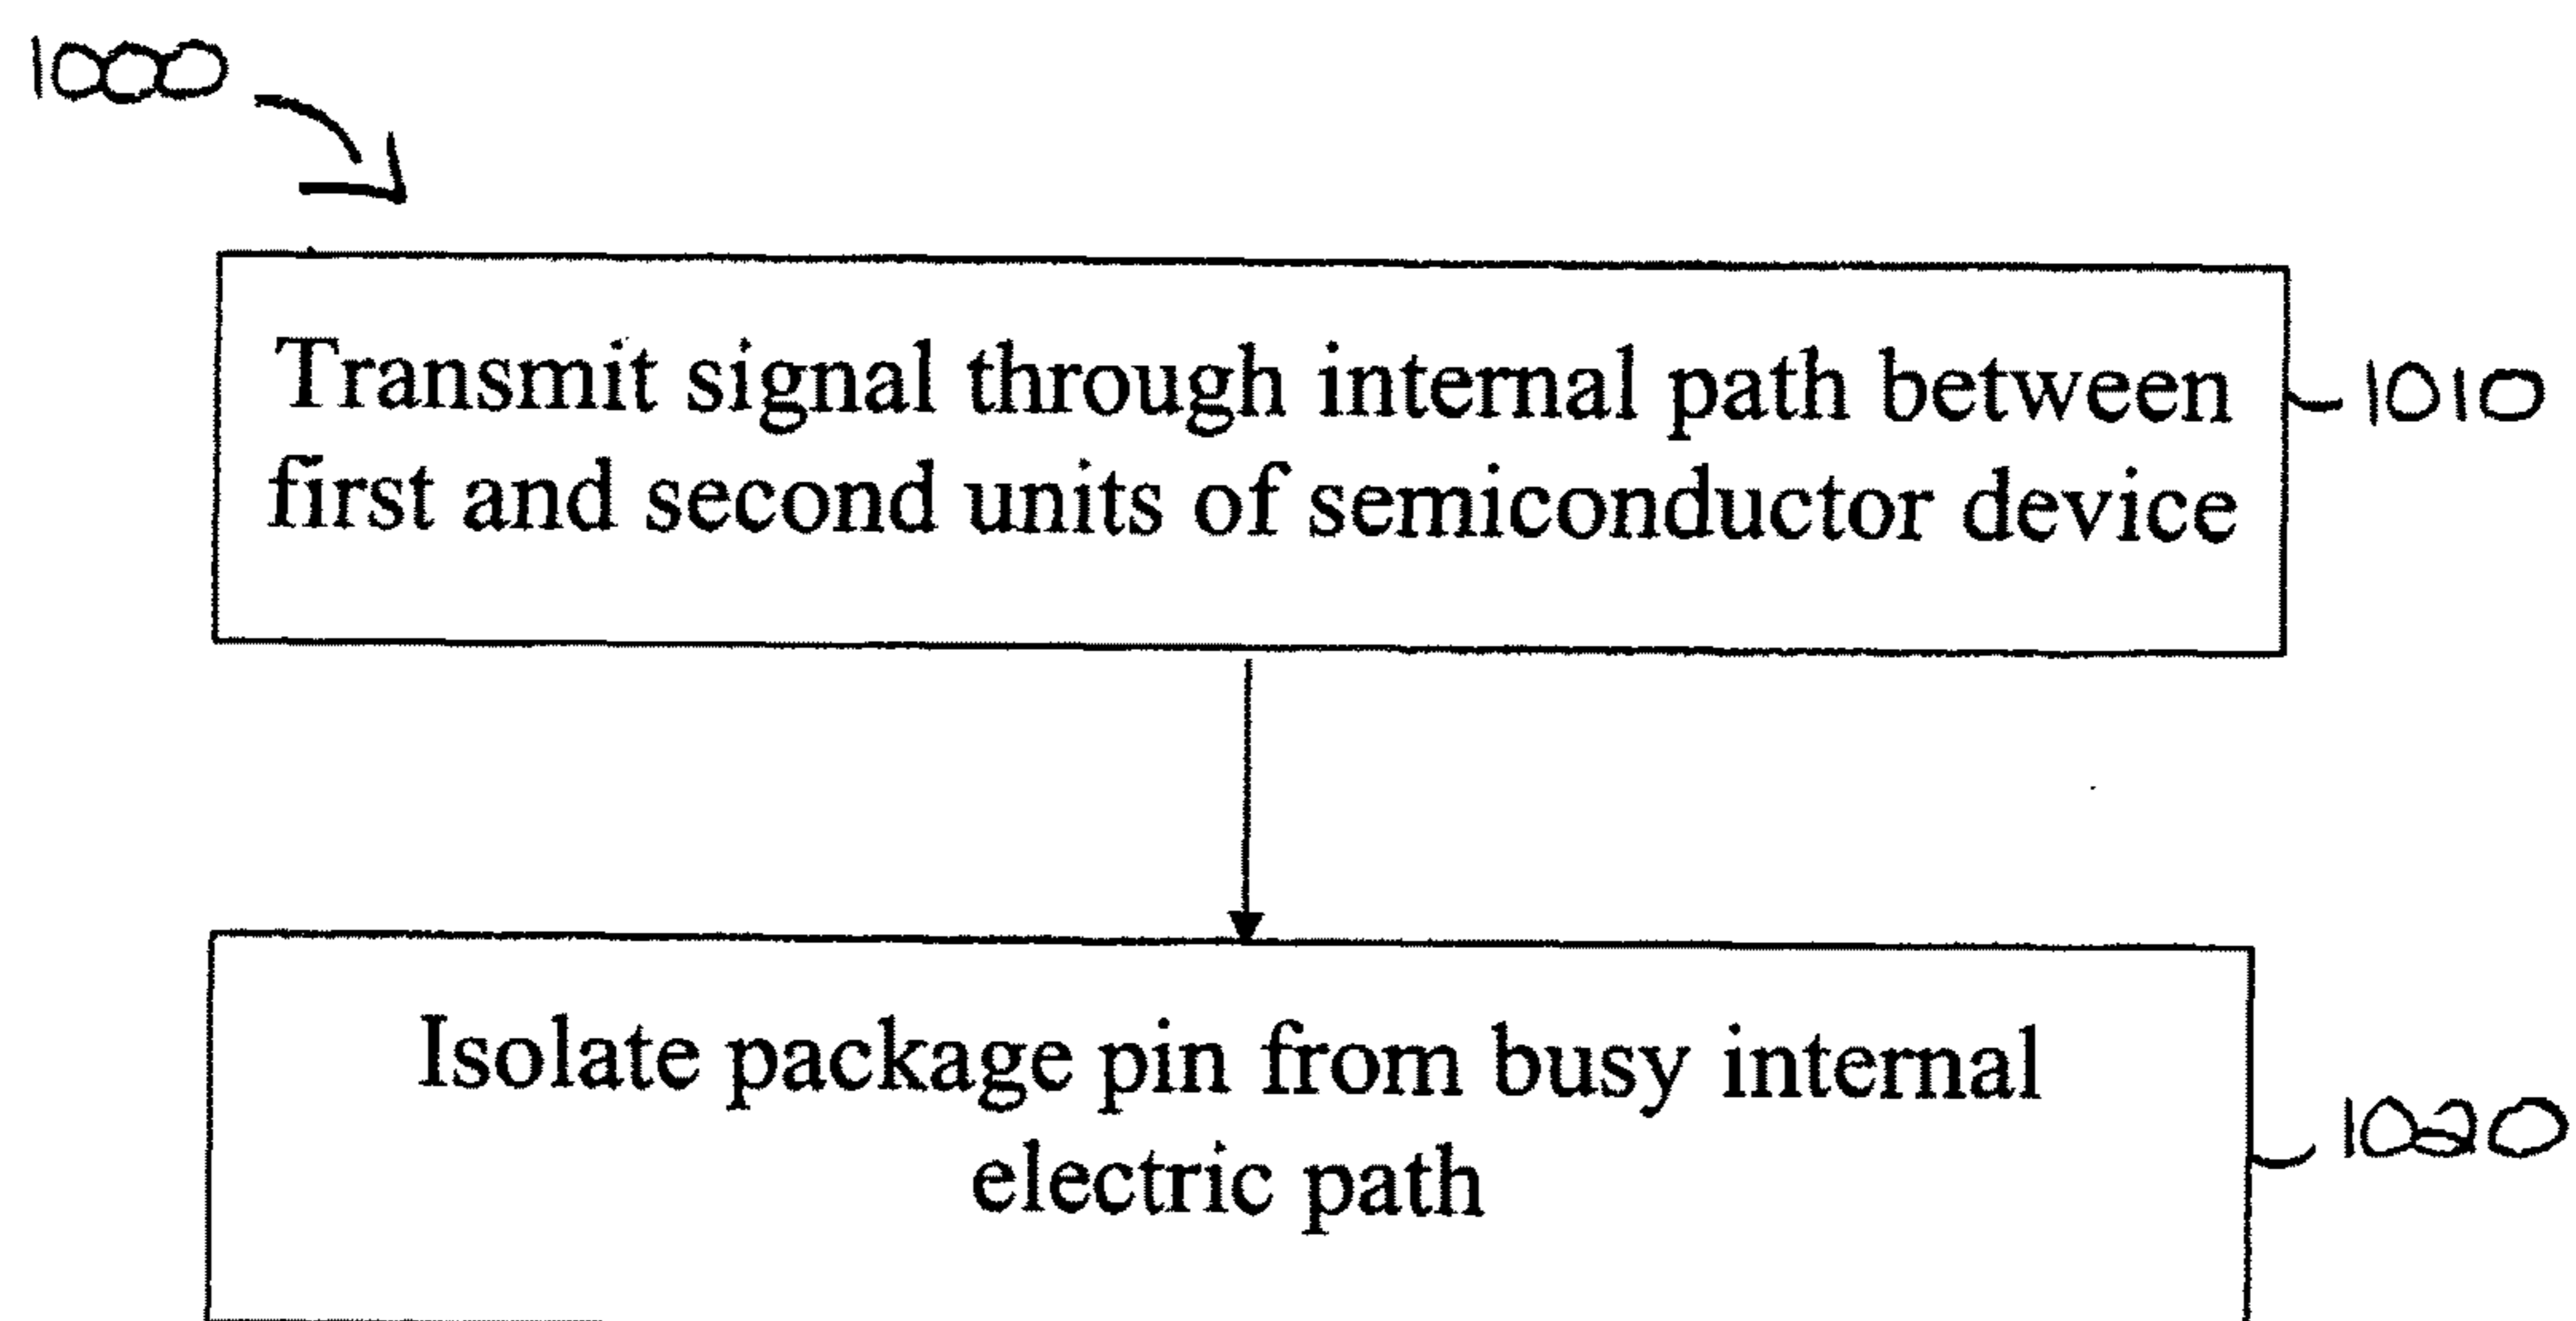 1000
Transmit signal through internal path between
first and second units of semiconductor device
1010
Isolate package pin from busy internal
electric path
1020